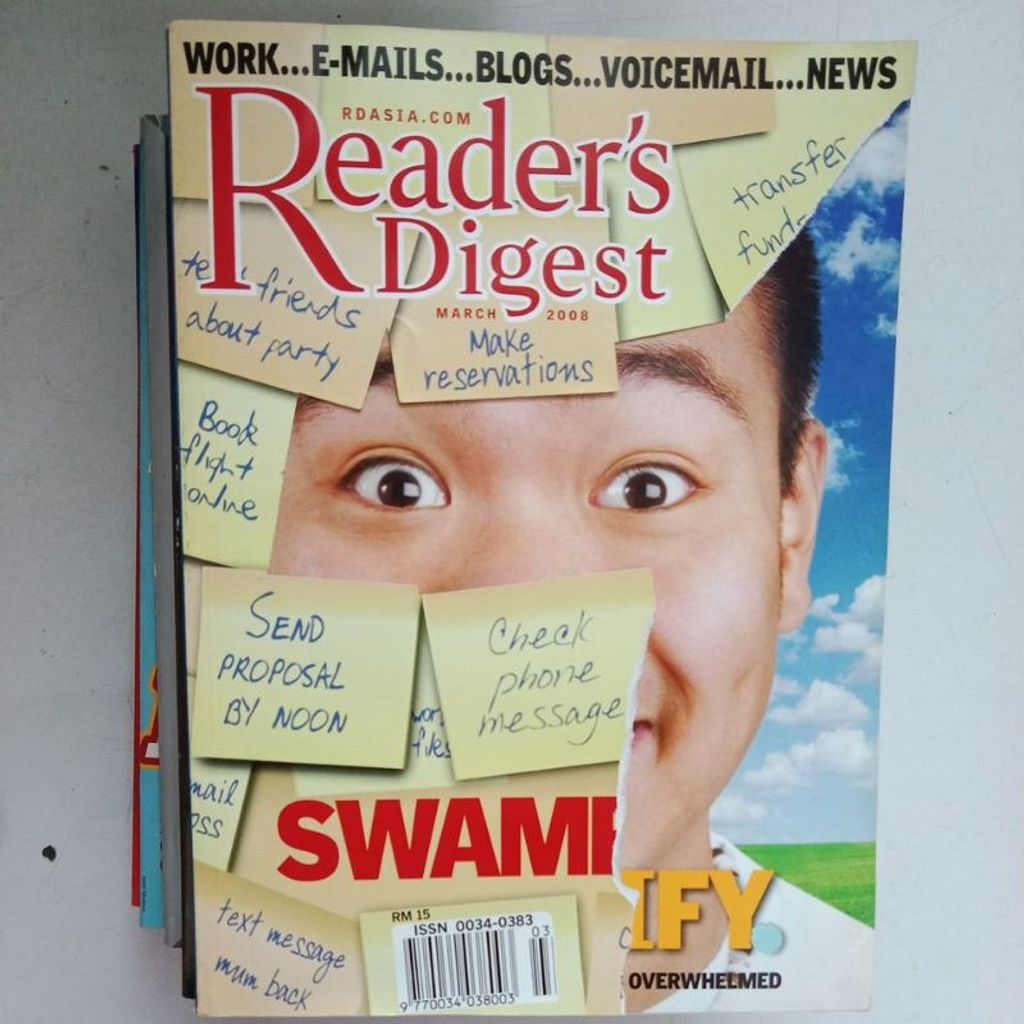 WORK...E-MAILS...BLOGS...VOICEMAIL...NEWS
RDASIA.COM
Reader's
Digest
MARCH 2008
transfer
friends
about party
Make
reservations
Book
flight
online
SEND
PROPOSAL
BY NOON
Check
phone
message
files
SWAMP
IFY.
OVERWHELMED
text message
mum back
RM 15
ISSN 0034-0383
03
9 770034 038003